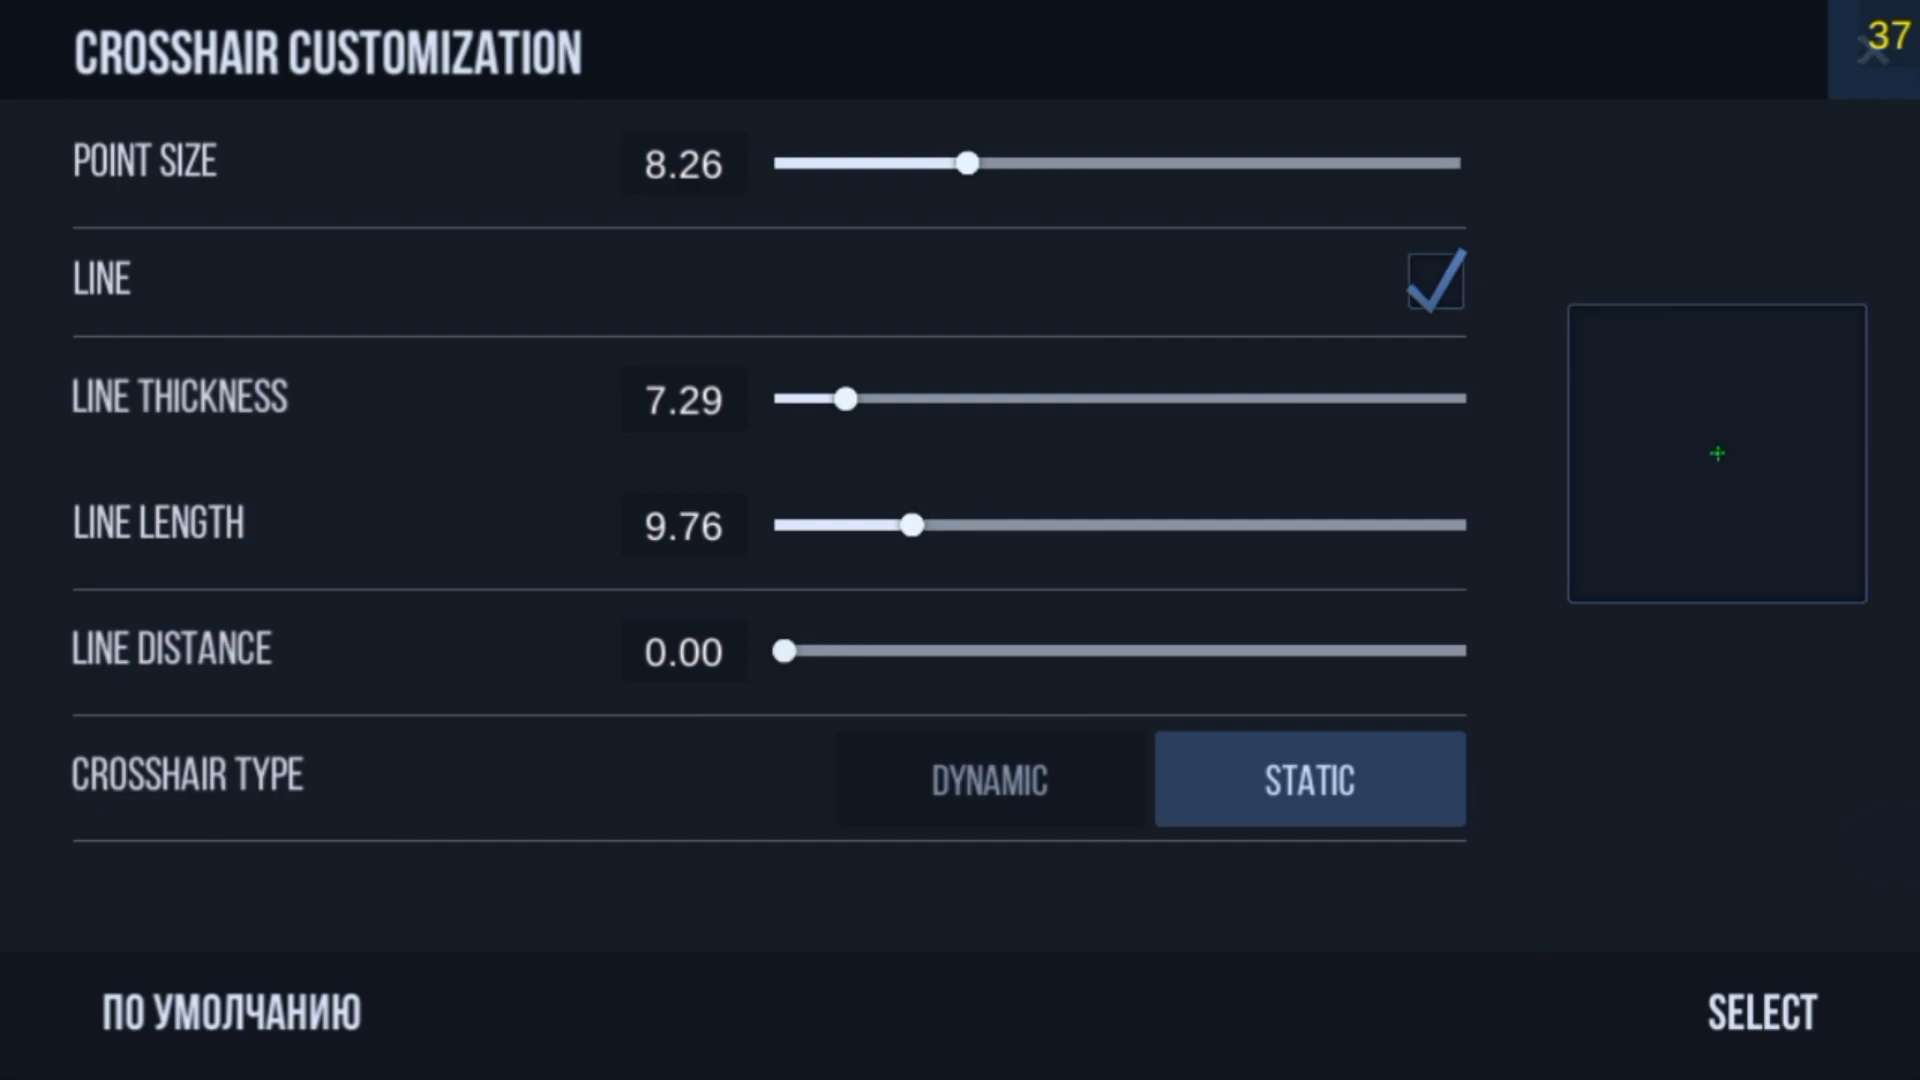 CROSSHAIR CUSTOMIZATION
37
POINT SIZE
8.26
LINE
LINE THICKNESS
7.29
LINE LENGTH
9.76
LINE DISTANCE
0.00
CROSSHAIR TYPE
DYNAMIC
STATIC
ПО УМОЛЧАНИЮ
SELECT